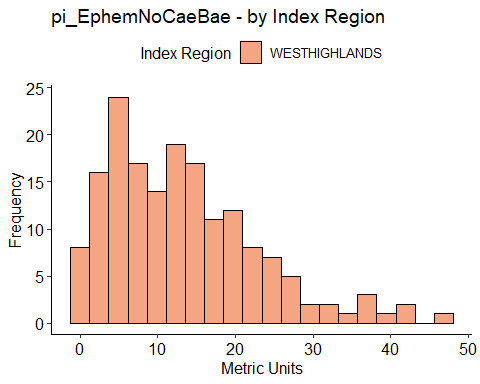 pi_EphemNoCaeBae - by Index Region
Index Region WESTHIGHLANDS
25
20
15
10
5
0
Frequency
0 10 20 30 40 50
Metric Units